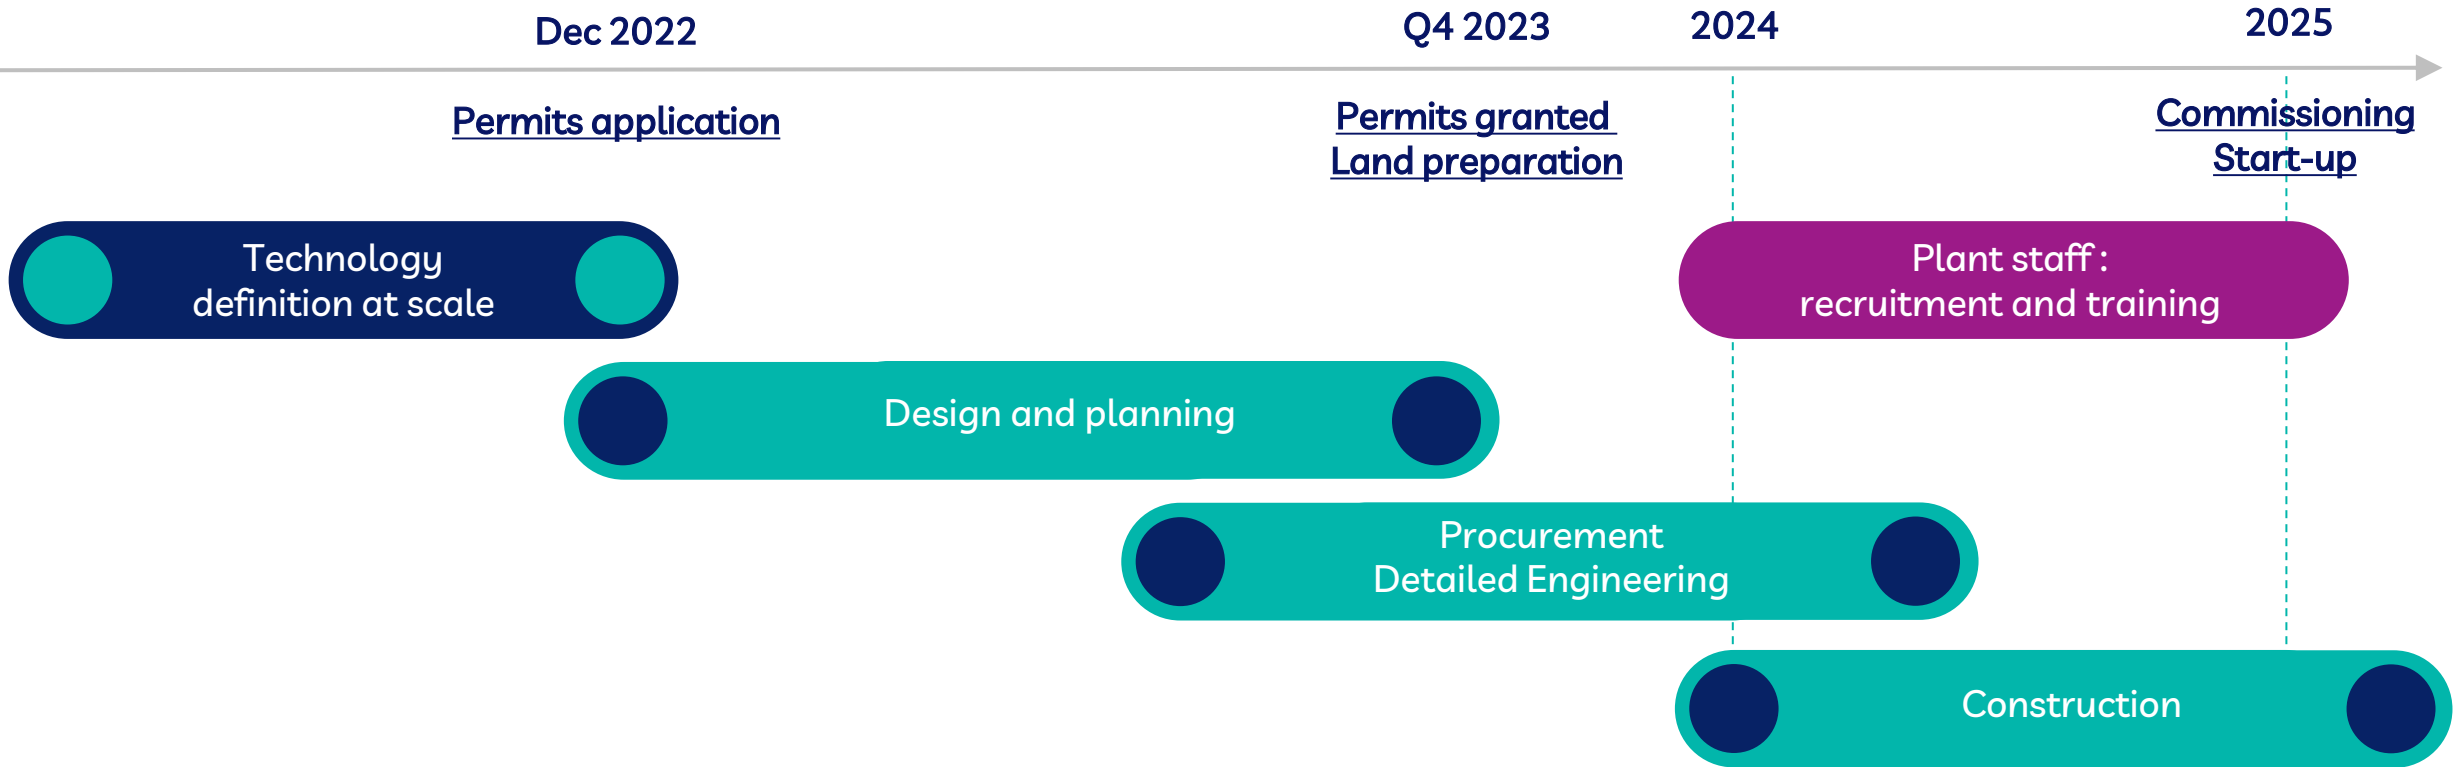 Dec 2022
Q4 2023
2024
2025
Permits application
Permits granted
Land preparation
Commissioning
Start-up
Technology
definition at scale
Plant staff :
recruitment and training
Design and planning
Procurement
Detailed Engineering
Construction